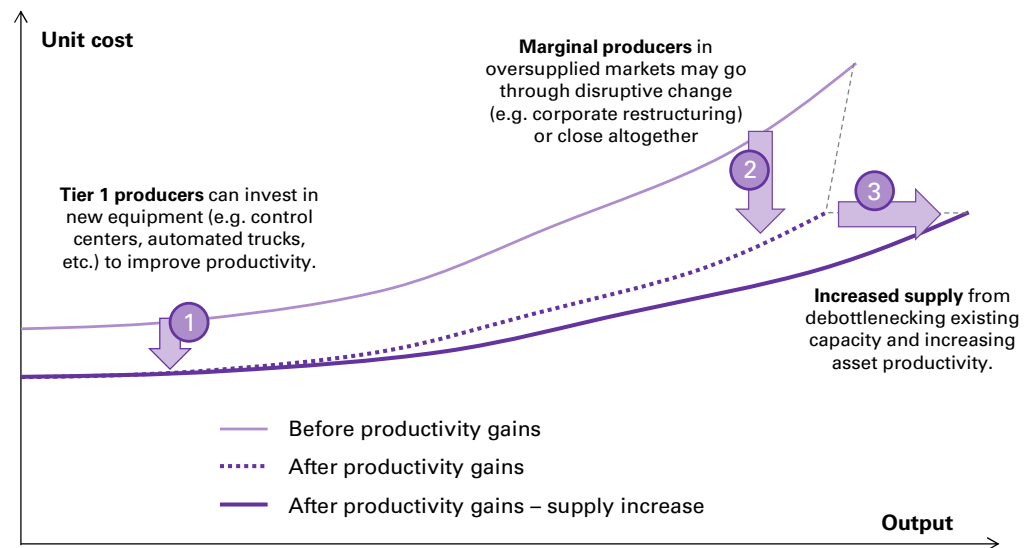 Unit cost
Marginal producers in
oversupplied markets may go
through disruptive change
(e.g. corporate restructuring)
or close altogether
2
3
Tier 1 producers can invest in
new equipment (e.g. control
centers, automated trucks,
etc.) to improve productivity.
1
Increased supply from
debottlenecking existing
capacity and increasing
asset productivity.
Before productivity gains
After productivity gains
After productivity gains – supply increase
Output